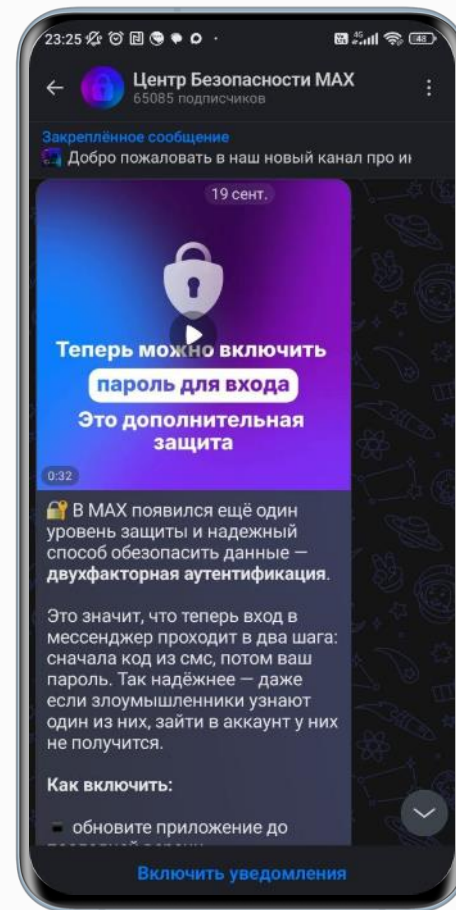 23:25
4G
48
Центр Безопасности MAX
65085 подписчиков
Закреплённое сообщение
Добро пожаловать в наш новый канал про ин
19 сент.
Теперь можно включить
пароль для входа
Это дополнительная
защита
0:32
🔐 В MAX появился ещё один
уровень защиты и надежный
способ обезопасить данные —
двухфакторная аутентификация.
Это значит, что теперь вход в
мессенджер проходит в два шага:
сначала код из смс, потом ваш
пароль. Так надёжнее — даже
если злоумышленники узнают
один из них, зайти в аккаунт у них
не получится.
Как включить:
обновите приложение до
Включить уведомления